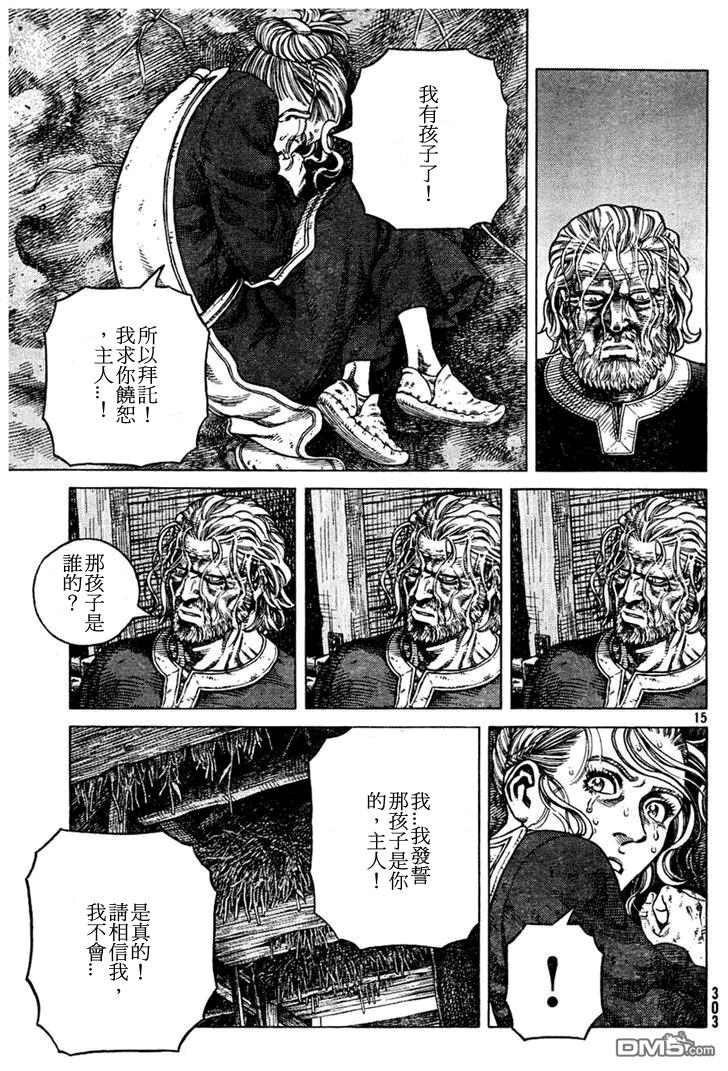 我有孩子了！
所以拜託！
我求你饒恕
，主人…！
那孩子是
誰的？
15
！
我…我發誓
那孩子是你
的，主人！
是真的！
請相信我，
我不會…
303
DM5.com